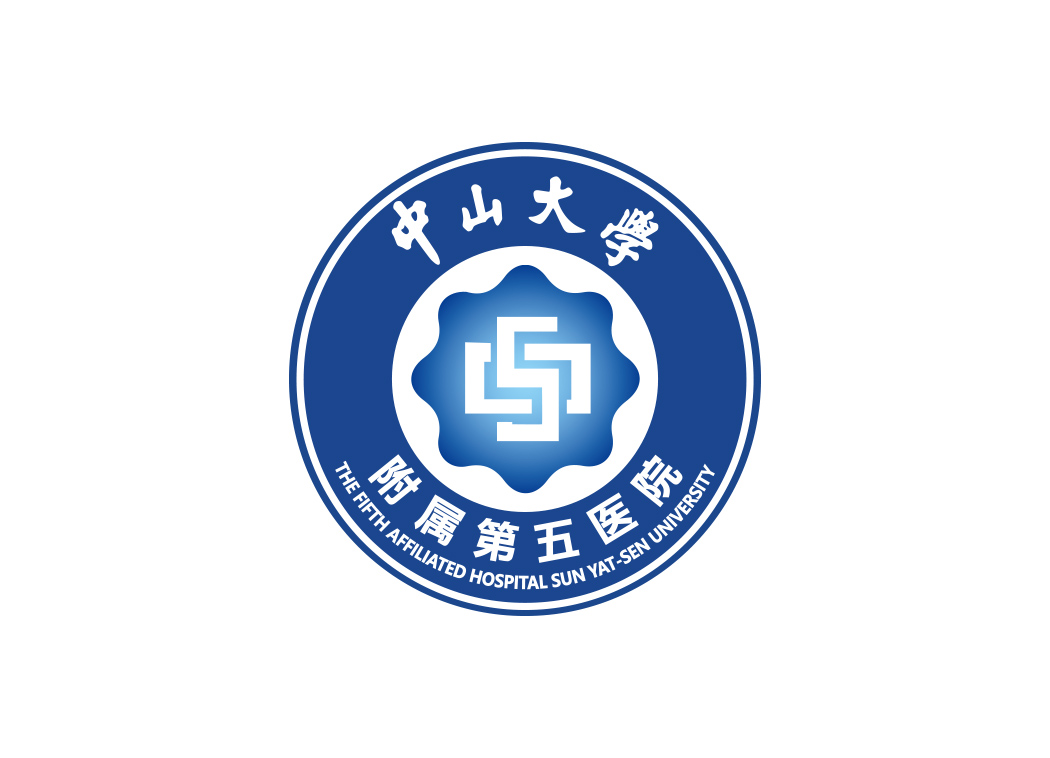 中山大學
附属第五医院
THE FIFTH AFFILIATED HOSPITAL SUN YAT-SEN UNIVERSITY